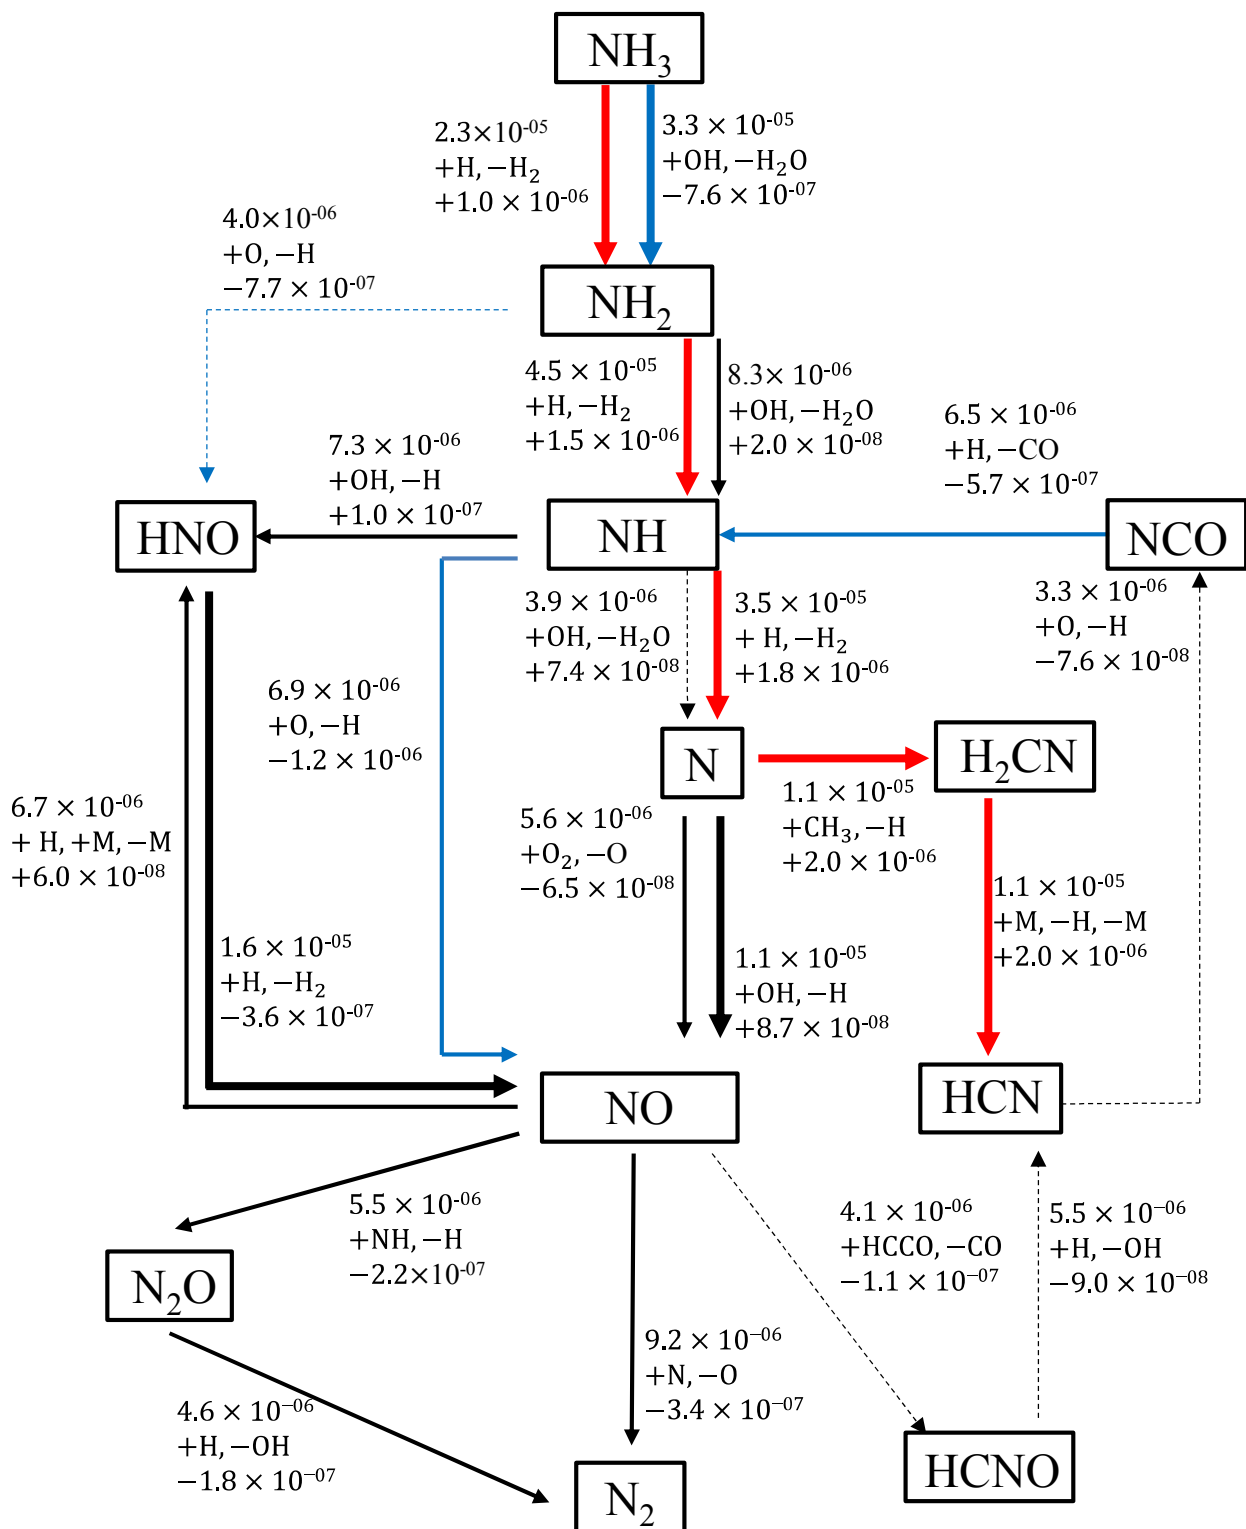 NH₃
2.3×10⁻⁰⁵
+H, −H₂
+1.0 × 10⁻⁰⁶
3.3 × 10⁻⁰⁵
+OH, −H₂O
−7.6 × 10⁻⁰⁷
4.0×10⁻⁰⁶
+O, −H
−7.7 × 10⁻⁰⁷
NH₂
4.5 × 10⁻⁰⁵
+H, −H₂
+1.5 × 10⁻⁰⁶
8.3× 10⁻⁰⁶
+OH, −H₂O
+2.0 × 10⁻⁰⁸
6.5 × 10⁻⁰⁶
+H, −CO
−5.7 × 10⁻⁰⁷
7.3 × 10⁻⁰⁶
+OH, −H
+1.0 × 10⁻⁰⁷
HNO
NH
NCO
3.9 × 10⁻⁰⁶
+OH, −H₂O
+7.4 × 10⁻⁰⁸
3.5 × 10⁻⁰⁵
+ H, −H₂
+1.8 × 10⁻⁰⁶
3.3 × 10⁻⁰⁶
+O, −H
−7.6 × 10⁻⁰⁸
6.9 × 10⁻⁰⁶
+O, −H
−1.2 × 10⁻⁰⁶
N
H₂CN
6.7 × 10⁻⁰⁶
+ H, +M, −M
+6.0 × 10⁻⁰⁸
5.6 × 10⁻⁰⁶
+O₂, −O
−6.5 × 10⁻⁰⁸
1.1 × 10⁻⁰⁵
+CH₃, −H
+2.0 × 10⁻⁰⁶
1.1 × 10⁻⁰⁵
+M, −H, −M
+2.0 × 10⁻⁰⁶
1.6 × 10⁻⁰⁵
+H, −H₂
−3.6 × 10⁻⁰⁷
1.1 × 10⁻⁰⁵
+OH, −H
+8.7 × 10⁻⁰⁸
NO
HCN
5.5 × 10⁻⁰⁶
+NH, −H
−2.2×10⁻⁰⁷
4.1 × 10⁻⁰⁶
+HCCO, −CO
−1.1 × 10⁻⁰⁷
5.5 × 10⁻⁰⁶
+H, −OH
−9.0 × 10⁻⁰⁸
N₂O
9.2 × 10⁻⁰⁶
+N, −O
−3.4 × 10⁻⁰⁷
4.6 × 10⁻⁰⁶
+H, −OH
−1.8 × 10⁻⁰⁷
HCNO
N₂